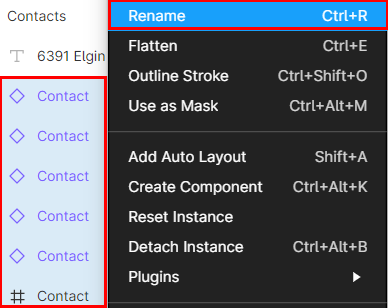 Contacts
T 6391 Elgin
Contact
Contact
Contact
Contact
Contact
Contact
Rename Ctrl+R
Flatten Ctrl+E
Outline Stroke Ctrl+Shift+O
Use as Mask Ctrl+Alt+M
Add Auto Layout Shift+A
Create Component Ctrl+Alt+K
Reset Instance
Detach Instance Ctrl+Alt+B
Plugins